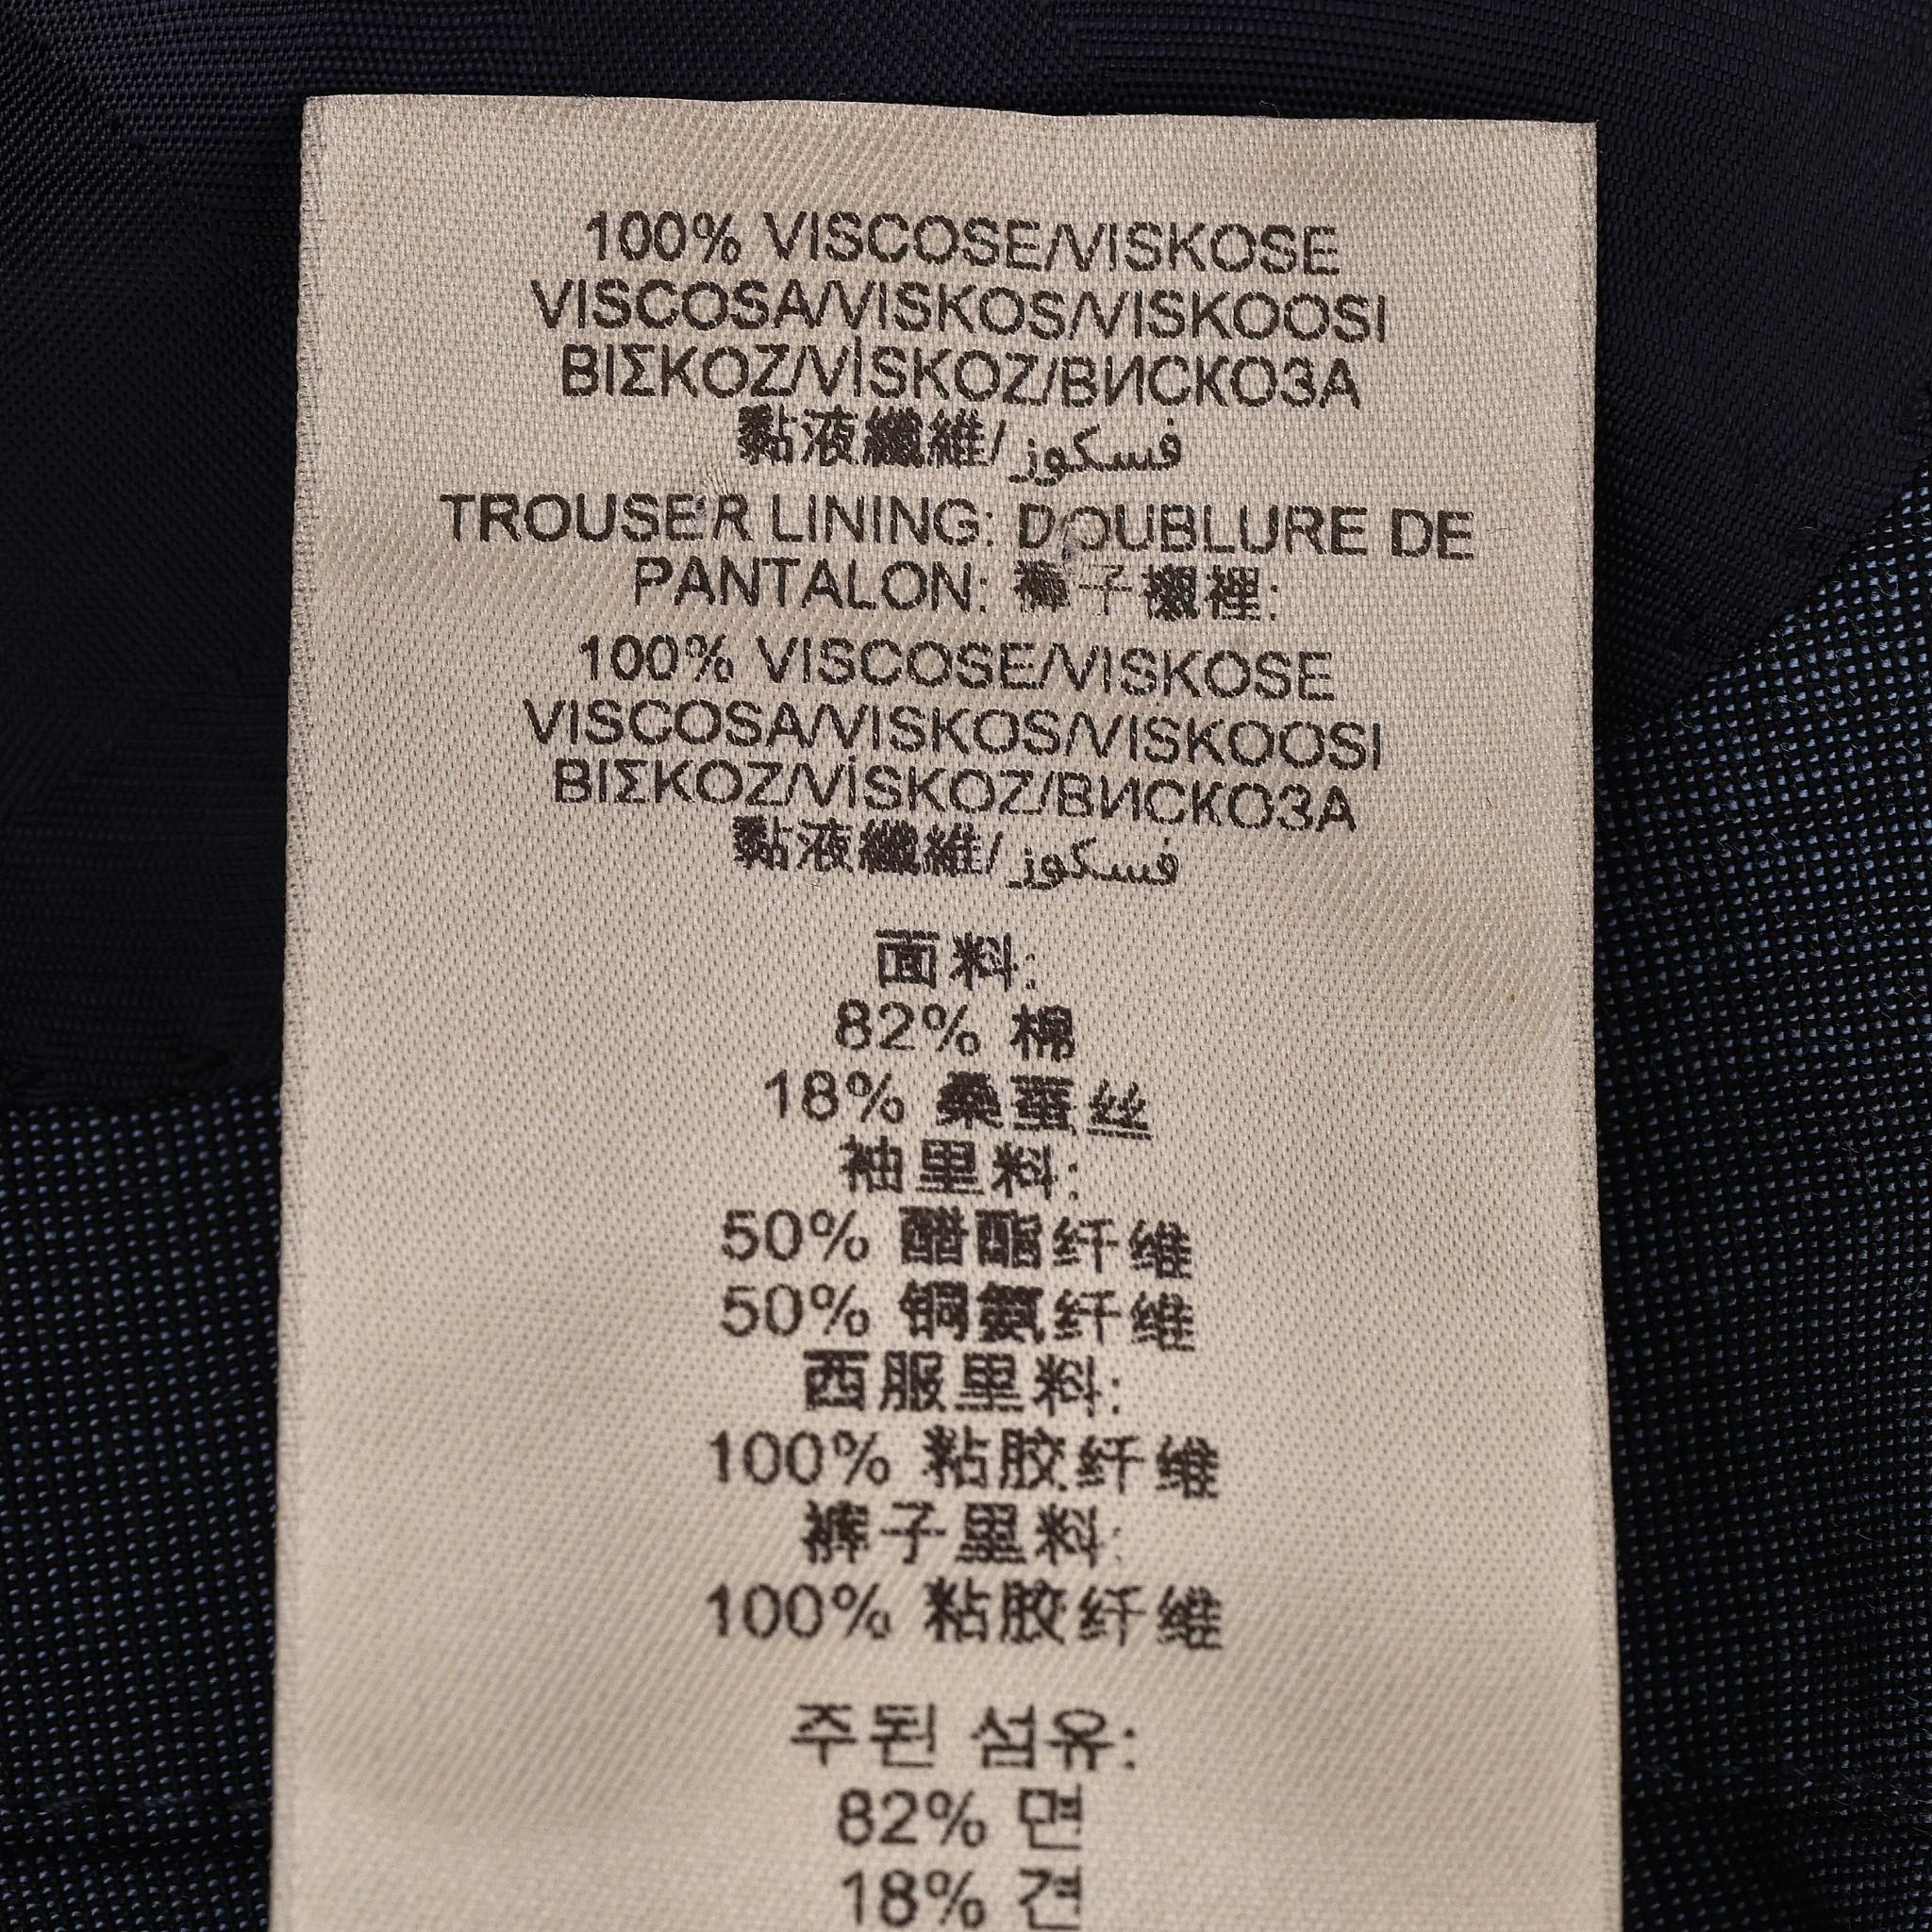 100% VISCOSE/VISKOSE
VISCOSA/VISKOS/VISKOOSI
ΒΙΣΚΟΖ/VİSKOZ/ВИСКОЗА
黏液纖維/فسكوز
TROUSER LINING: DOUBLURE DE
PANTALON: 褲子襯裡:
100% VISCOSE/VISKOSE
VISCOSA/VISKOS/VISKOOSI
ΒΙΣΚΟΖ/VİSKOZ/ВИСКОЗА
黏液纖維/فسكوز
面料:
82% 棉
18% 桑蚕丝
袖里料:
50% 醋酯纤维
50% 铜氨纤维
西服里料:
100% 粘胶纤维
裤子里料:
100% 粘胶纤维
주된 섬유:
82% 면
18% 견